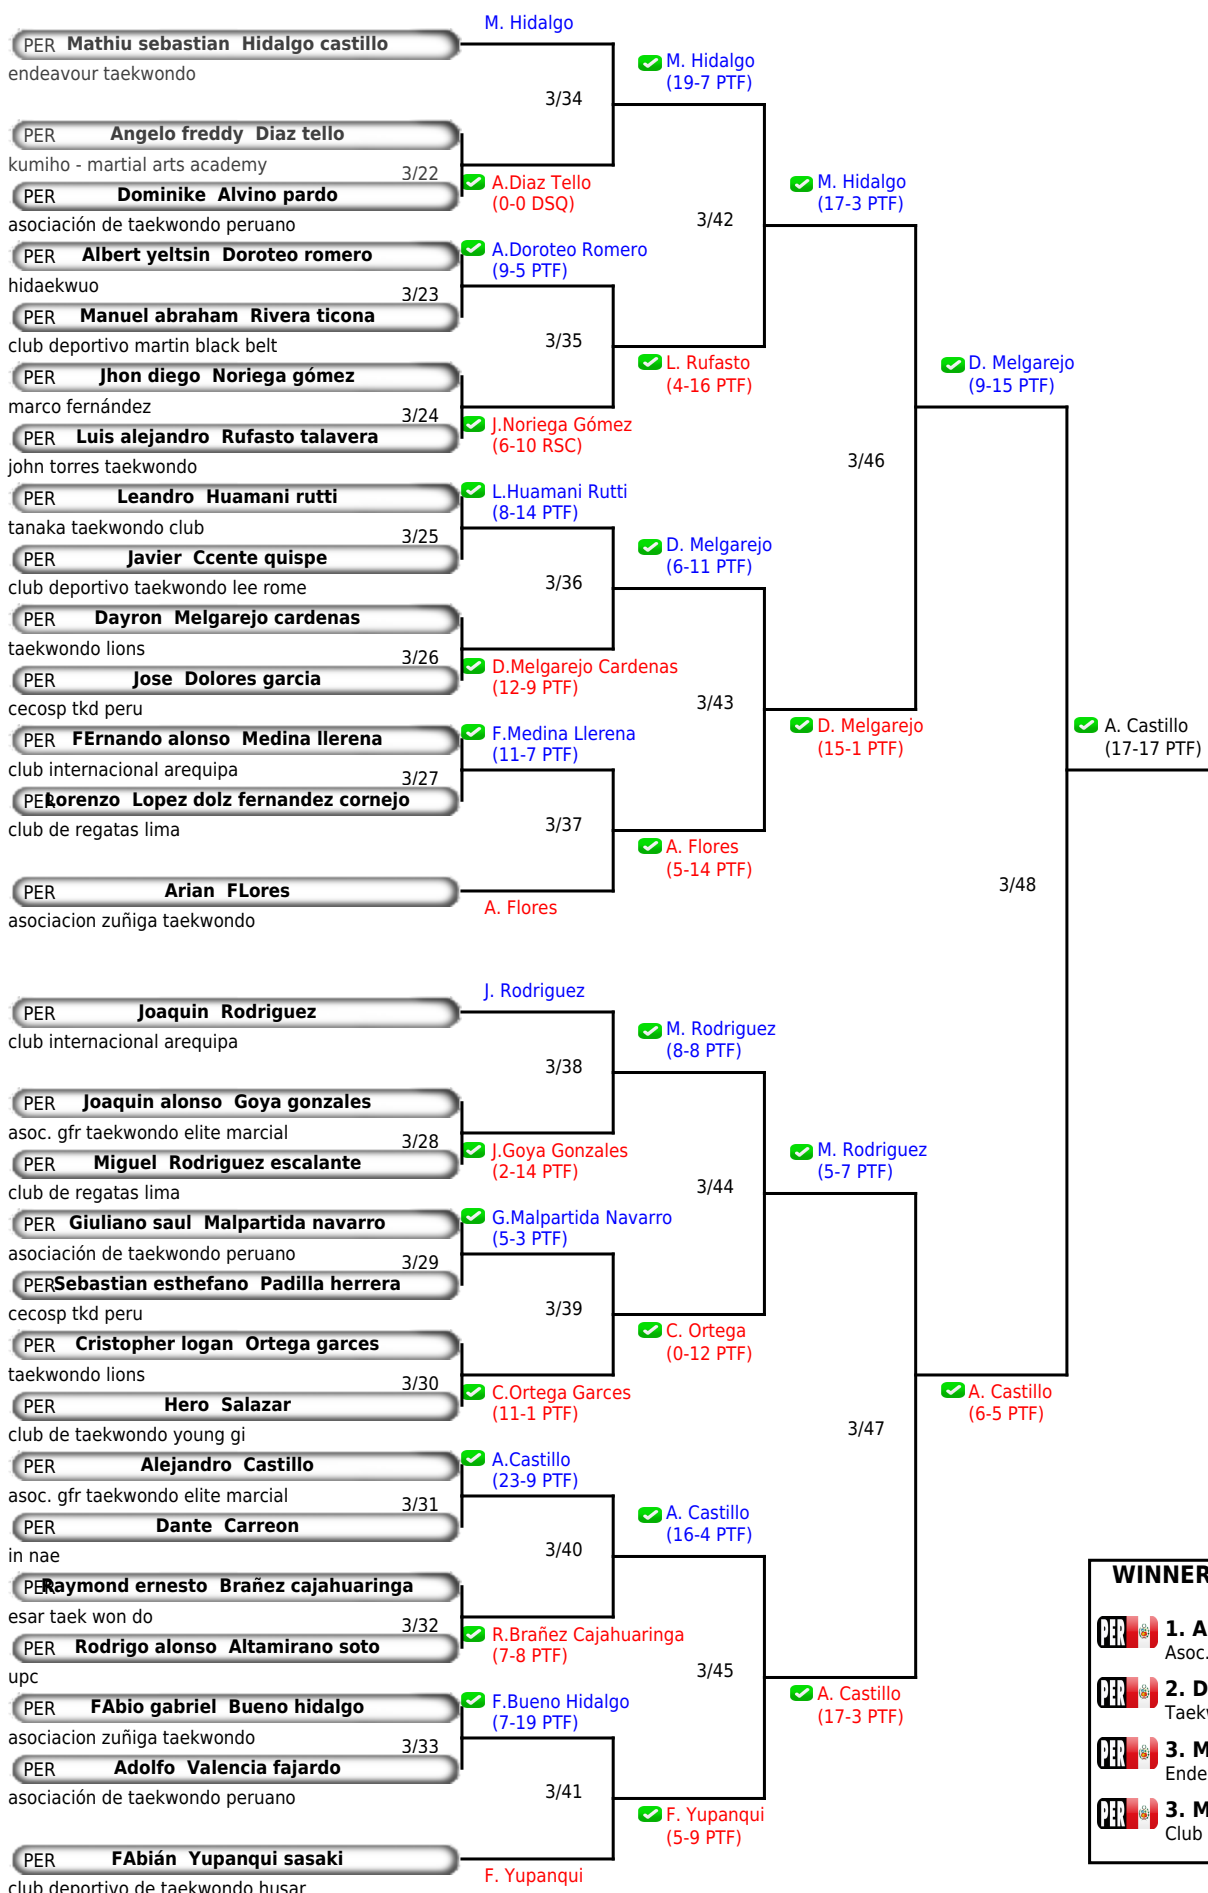 M. Hidalgo
PER Mathiu sebastian Hidalgo castillo
endeavour taekwondo
M. Hidalgo
(19-7 PTF)
3/34
PER Angelo freddy Diaz tello
kumiho - martial arts academy
3/22
A.Diaz Tello
(0-0 DSQ)
PER Dominike Alvino pardo
asociación de taekwondo peruano
M. Hidalgo
(17-3 PTF)
3/42
PER Albert yeltsin Doroteo romero
hidaekwuo
A.Doroteo Romero
(9-5 PTF)
3/23
PER Manuel abraham Rivera ticona
club deportivo martin black belt
3/35
L. Rufasto
(4-16 PTF)
PER Jhon diego Noriega gómez
marco fernández
3/24
J.Noriega Gómez
(6-10 RSC)
PER Luis alejandro Rufasto talavera
john torres taekwondo
D. Melgarejo
(9-15 PTF)
3/46
PER Leandro Huamani rutti
tanaka taekwondo club
L.Huamani Rutti
(8-14 PTF)
3/25
PER Javier Ccente quispe
club deportivo taekwondo lee rome
D. Melgarejo
(6-11 PTF)
3/36
PER Dayron Melgarejo cardenas
taekwondo lions
3/26
D.Melgarejo Cardenas
(12-9 PTF)
PER Jose Dolores garcia
cecosp tkd peru
3/43
D. Melgarejo
(15-1 PTF)
PER FErnando alonso Medina llerena
club internacional arequipa
F.Medina Llerena
(11-7 PTF)
3/27
PER Lorenzo Lopez dolz fernandez cornejo
club de regatas lima
3/37
A. Flores
(5-14 PTF)
PER Arian FLores
asociacion zuñiga taekwondo
A. Flores
A. Castillo
(17-17 PTF)
3/48
J. Rodriguez
PER Joaquin Rodriguez
club internacional arequipa
M. Rodriguez
(8-8 PTF)
3/38
PER Joaquin alonso Goya gonzales
asoc. gfr taekwondo elite marcial
3/28
J.Goya Gonzales
(2-14 PTF)
PER Miguel Rodriguez escalante
club de regatas lima
M. Rodriguez
(5-7 PTF)
3/44
PER Giuliano saul Malpartida navarro
asociación de taekwondo peruano
G.Malpartida Navarro
(5-3 PTF)
3/29
PER Sebastian esthefano Padilla herrera
cecosp tkd peru
3/39
C. Ortega
(0-12 PTF)
PER Cristopher logan Ortega garces
taekwondo lions
3/30
C.Ortega Garces
(11-1 PTF)
PER Hero Salazar
club de taekwondo young gi
A. Castillo
(6-5 PTF)
3/47
PER Alejandro Castillo
asoc. gfr taekwondo elite marcial
A.Castillo
(23-9 PTF)
3/31
PER Dante Carreon
in nae
A. Castillo
(16-4 PTF)
3/40
PER Raymond ernesto Brañez cajahuaringa
esar taek won do
3/32
R.Brañez Cajahuaringa
(7-8 PTF)
PER Rodrigo alonso Altamirano soto
upc
3/45
A. Castillo
(17-3 PTF)
PER FAbio gabriel Bueno hidalgo
asociacion zuñiga taekwondo
F.Bueno Hidalgo
(7-19 PTF)
3/33
PER Adolfo Valencia fajardo
asociación de taekwondo peruano
3/41
F. Yupanqui
(5-9 PTF)
PER FAbián Yupanqui sasaki
club deportivo de taekwondo husar
F. Yupanqui
WINNER
PER 1. A
Asoc.
PER 2. D
Taekw
PER 3. M
Ende
PER 3. M
Club